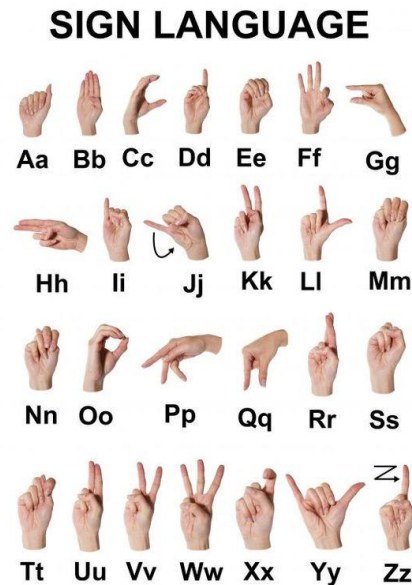 SIGN LANGUAGE
Aa Bb Cc Dd Ee Ff Gg
Hh Ii Jj Kk Ll Mm
Nn Oo Pp Qq Rr Ss
Tt Uu Vv Ww Xx Yy Zz